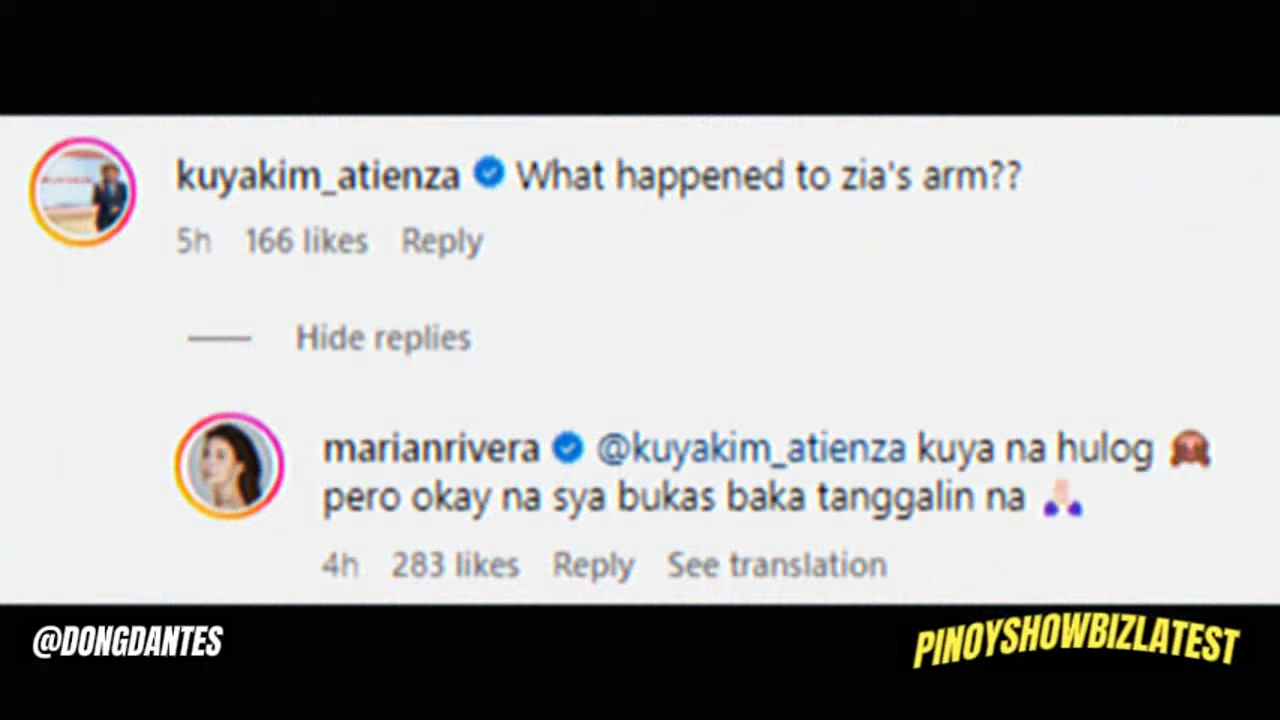 kuyakim_atienza What happened to zia's arm??
5h 166 likes Reply
Hide replies
marianrivera @kuyakim_atienza kuya na hulog 🙈
pero okay na sya bukas baka tanggalin na 🙏🏻
4h 283 likes Reply See translation
@DONGDANTES
PINOYSHOWBIZLATEST